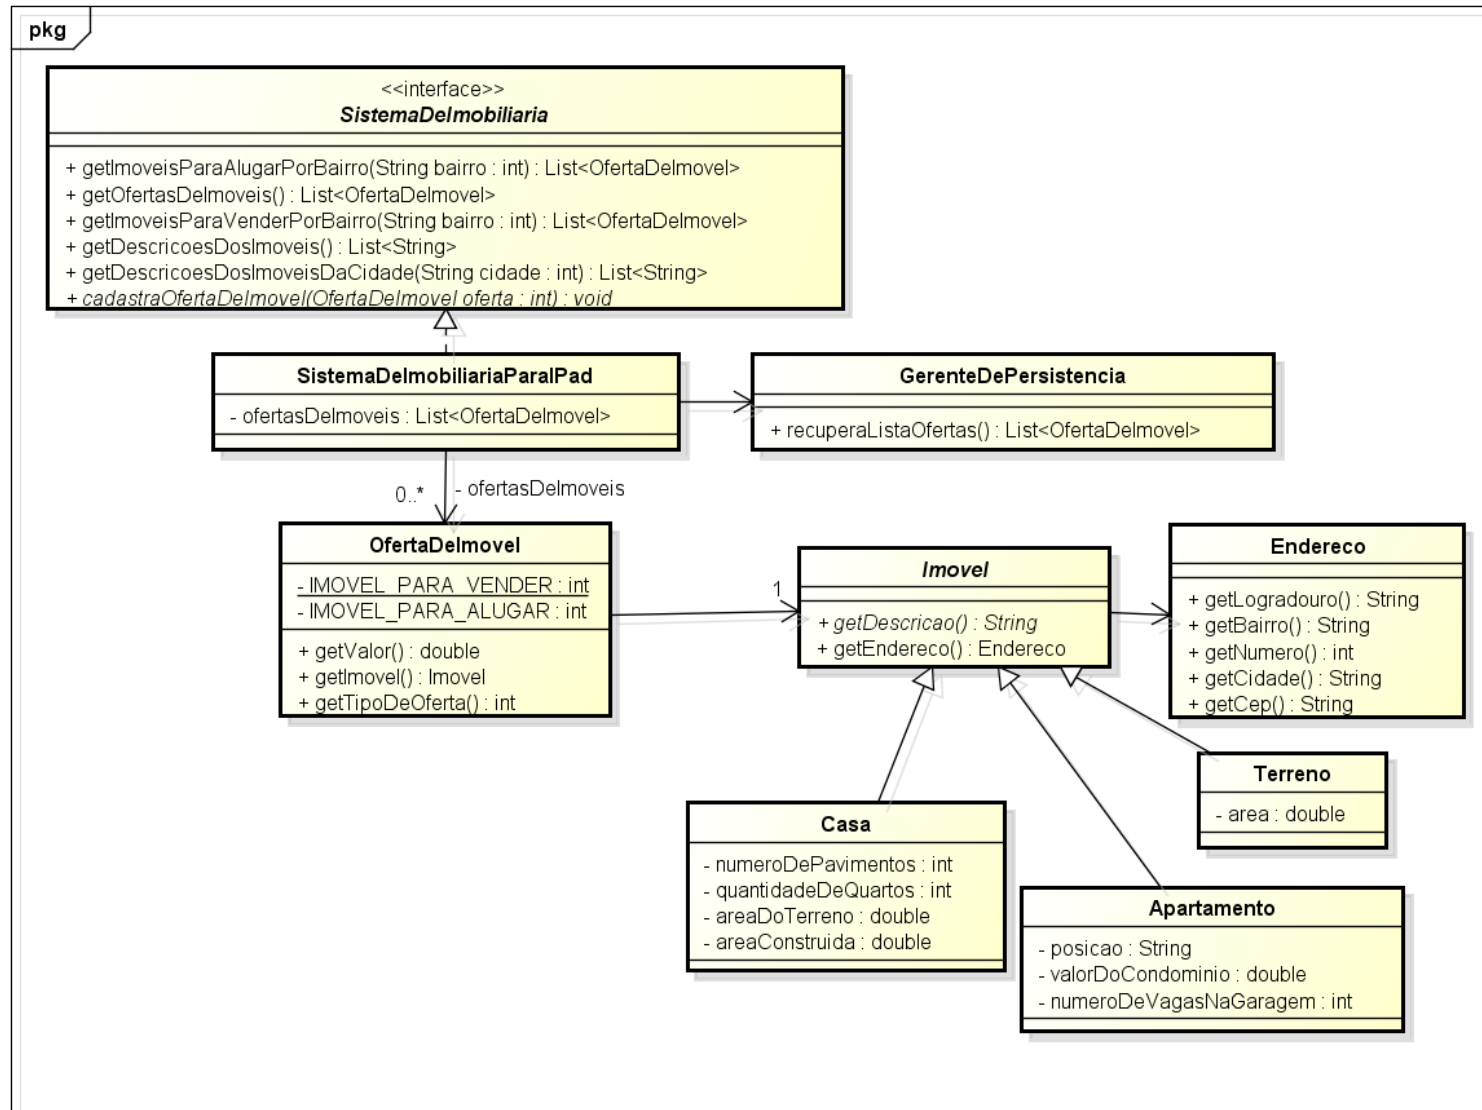 pkg
<<interface>>
SistemaDeImobiliaria
+ getImoveisParaAlugarPorBairro(String bairro : int) : List<OfertaDeImovel>
+ getOfertasDeImoveis() : List<OfertaDeImovel>
+ getImoveisParaVenderPorBairro(String bairro : int) : List<OfertaDeImovel>
+ getDescricoesDosImoveis() : List<String>
+ getDescricoesDosImoveisDaCidade(String cidade : int) : List<String>
+ cadastraOfertaDeImovel(OfertaDeImovel oferta : int) : void
SistemaDeImobiliariaParaIPad
- ofertasDeImoveis : List<OfertaDeImovel>
GerenteDePersistencia
+ recuperaListaOfertas() : List<OfertaDeImovel>
0..*
- ofertasDeImoveis
OfertaDeImovel
- IMOVEL_PARA_VENDER : int
- IMOVEL_PARA_ALUGAR : int
+ getValor() : double
+ getImovel() : Imovel
+ getTipoDeOferta() : int
1
Imovel
+ getDescricao() : String
+ getEndereco() : Endereco
Endereco
+ getLogradouro() : String
+ getBairro() : String
+ getNumero() : int
+ getCidade() : String
+ getCep() : String
Terreno
- area : double
Casa
- numeroDePavimentos : int
- quantidadeDeQuartos : int
- areaDoTerreno : double
- areaConstruida : double
Apartamento
- posicao : String
- valorDoCondominio : double
- numeroDeVagasNaGaragem : int